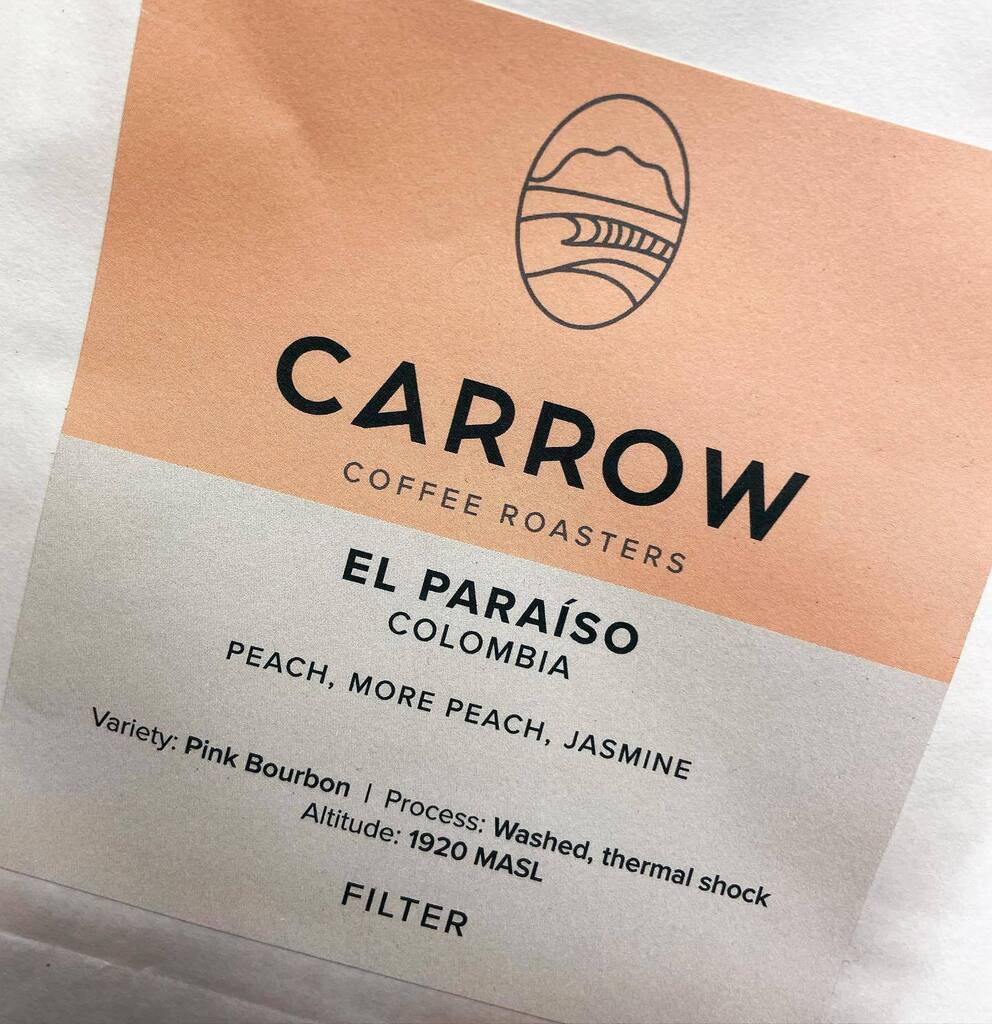 CARROW
COFFEE ROASTERS
EL PARAÍSO
COLOMBIA
PEACH, MORE PEACH, JASMINE
Variety: Pink Bourbon | Process: Washed, thermal shock
Altitude: 1920 MASL
FILTER